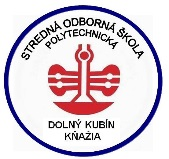 STREDNÁ ODBORNÁ ŠKOLA
POLYTECHNICKÁ
DOLNÝ KUBÍN
KŇAŽIA